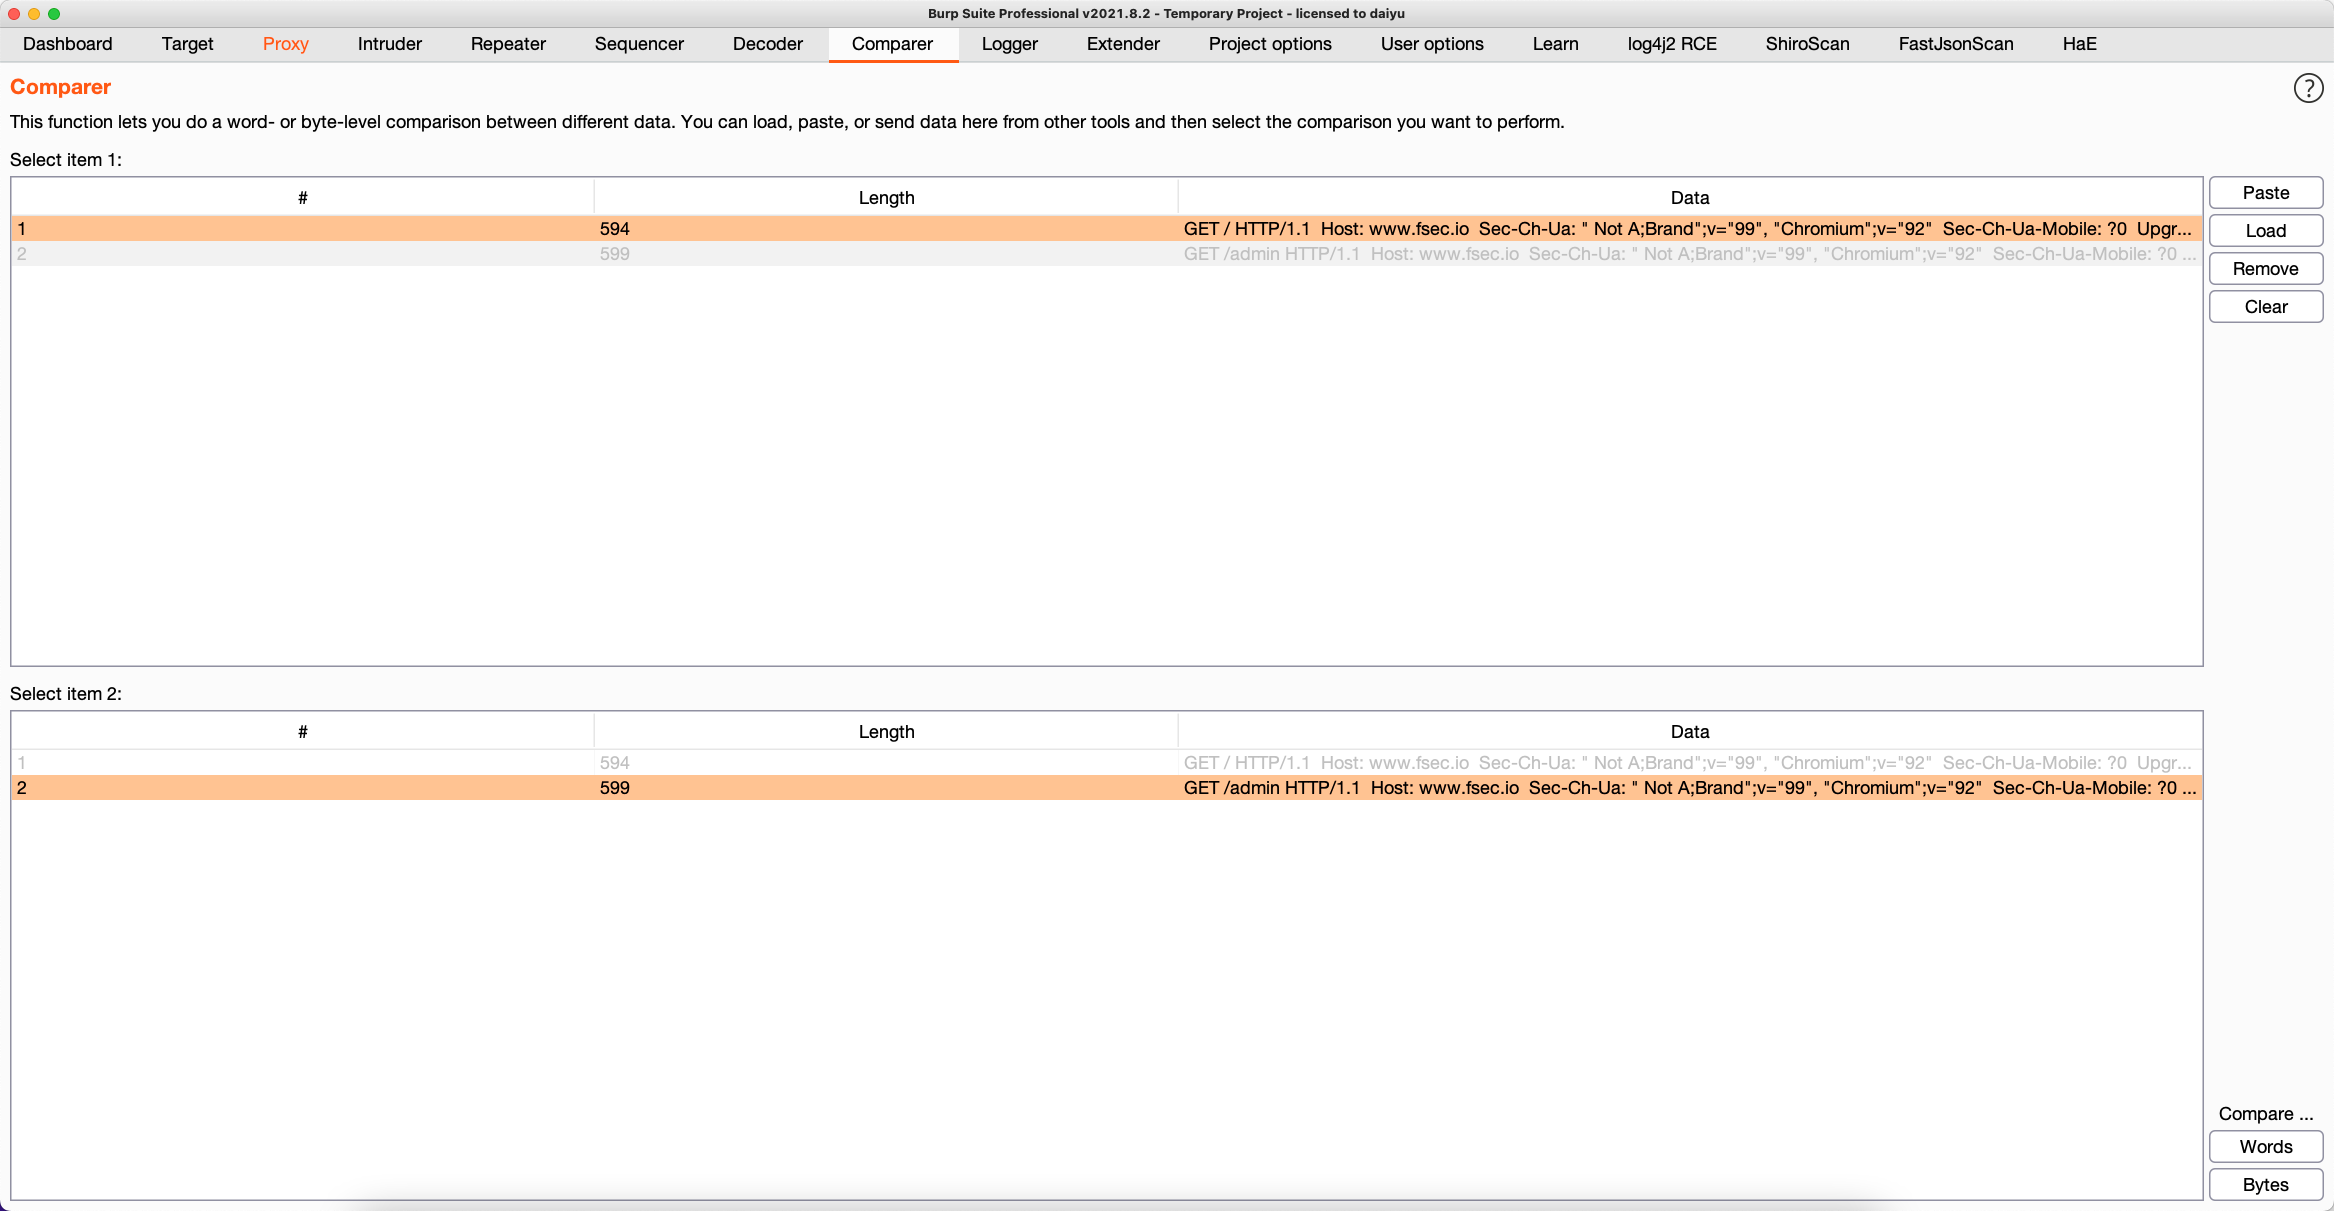 Burp Suite Professional v2021.8.2 - Temporary Project - licensed to daiyu
Dashboard Target Proxy Intruder Repeater Sequencer Decoder Comparer Logger Extender Project options User options Learn log4j2 RCE ShiroScan FastJsonScan HaE
Comparer
?
This function lets you do a word- or byte-level comparison between different data. You can load, paste, or send data here from other tools and then select the comparison you want to perform.
Select item 1:
# Length Data
1 594 GET / HTTP/1.1 Host: www.fsec.io Sec-Ch-Ua: " Not A;Brand";v="99", "Chromium";v="92" Sec-Ch-Ua-Mobile: ?0 Upgr...
2 599 GET /admin HTTP/1.1 Host: www.fsec.io Sec-Ch-Ua: " Not A;Brand";v="99", "Chromium";v="92" Sec-Ch-Ua-Mobile: ?0 ...
Paste
Load
Remove
Clear
Select item 2:
# Length Data
1 594 GET / HTTP/1.1 Host: www.fsec.io Sec-Ch-Ua: " Not A;Brand";v="99", "Chromium";v="92" Sec-Ch-Ua-Mobile: ?0 Upgr...
2 599 GET /admin HTTP/1.1 Host: www.fsec.io Sec-Ch-Ua: " Not A;Brand";v="99", "Chromium";v="92" Sec-Ch-Ua-Mobile: ?0 ...
Compare ...
Words
Bytes